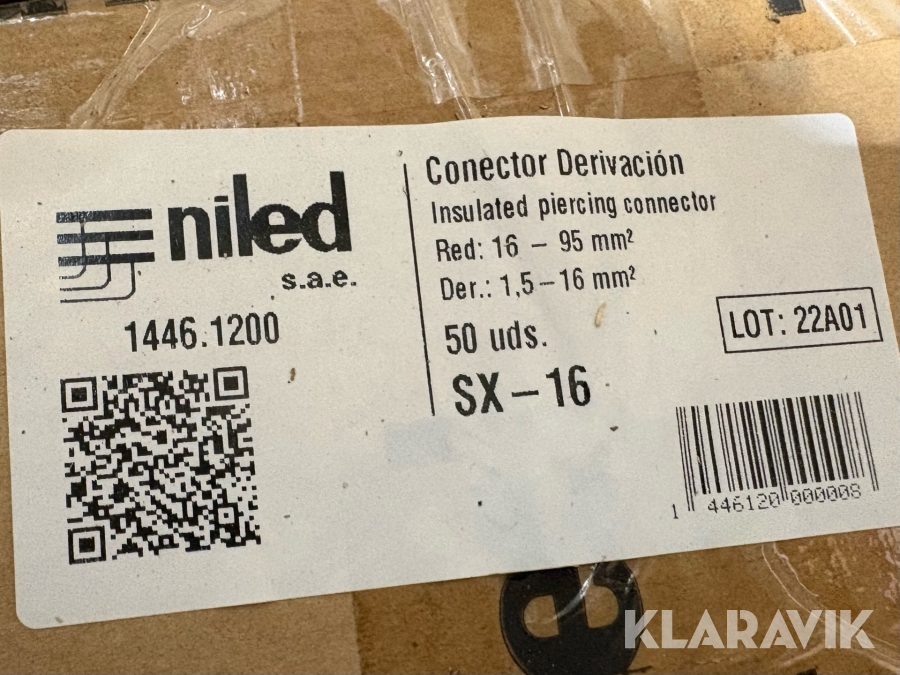 niled
s.a.e.
1446.1200
Conector Derivación
Insulated piercing connector
Red: 16 – 95 mm²
Der.: 1,5 – 16 mm²
50 uds.
SX – 16
LOT: 22A01
1 446120 000008
e
KLARAVIK